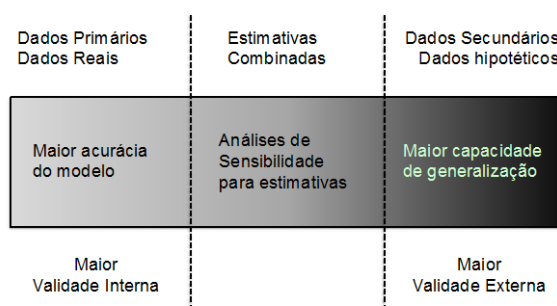 Dados Primários
Dados Reais
Estimativas
Combinadas
Dados Secundários
Dados hipotéticos
Maior acurácia
do modelo
Análises de
Sensibilidade
para estimativas
Maior capacidade
de generalização
Maior
Validade Interna
Maior
Validade Externa